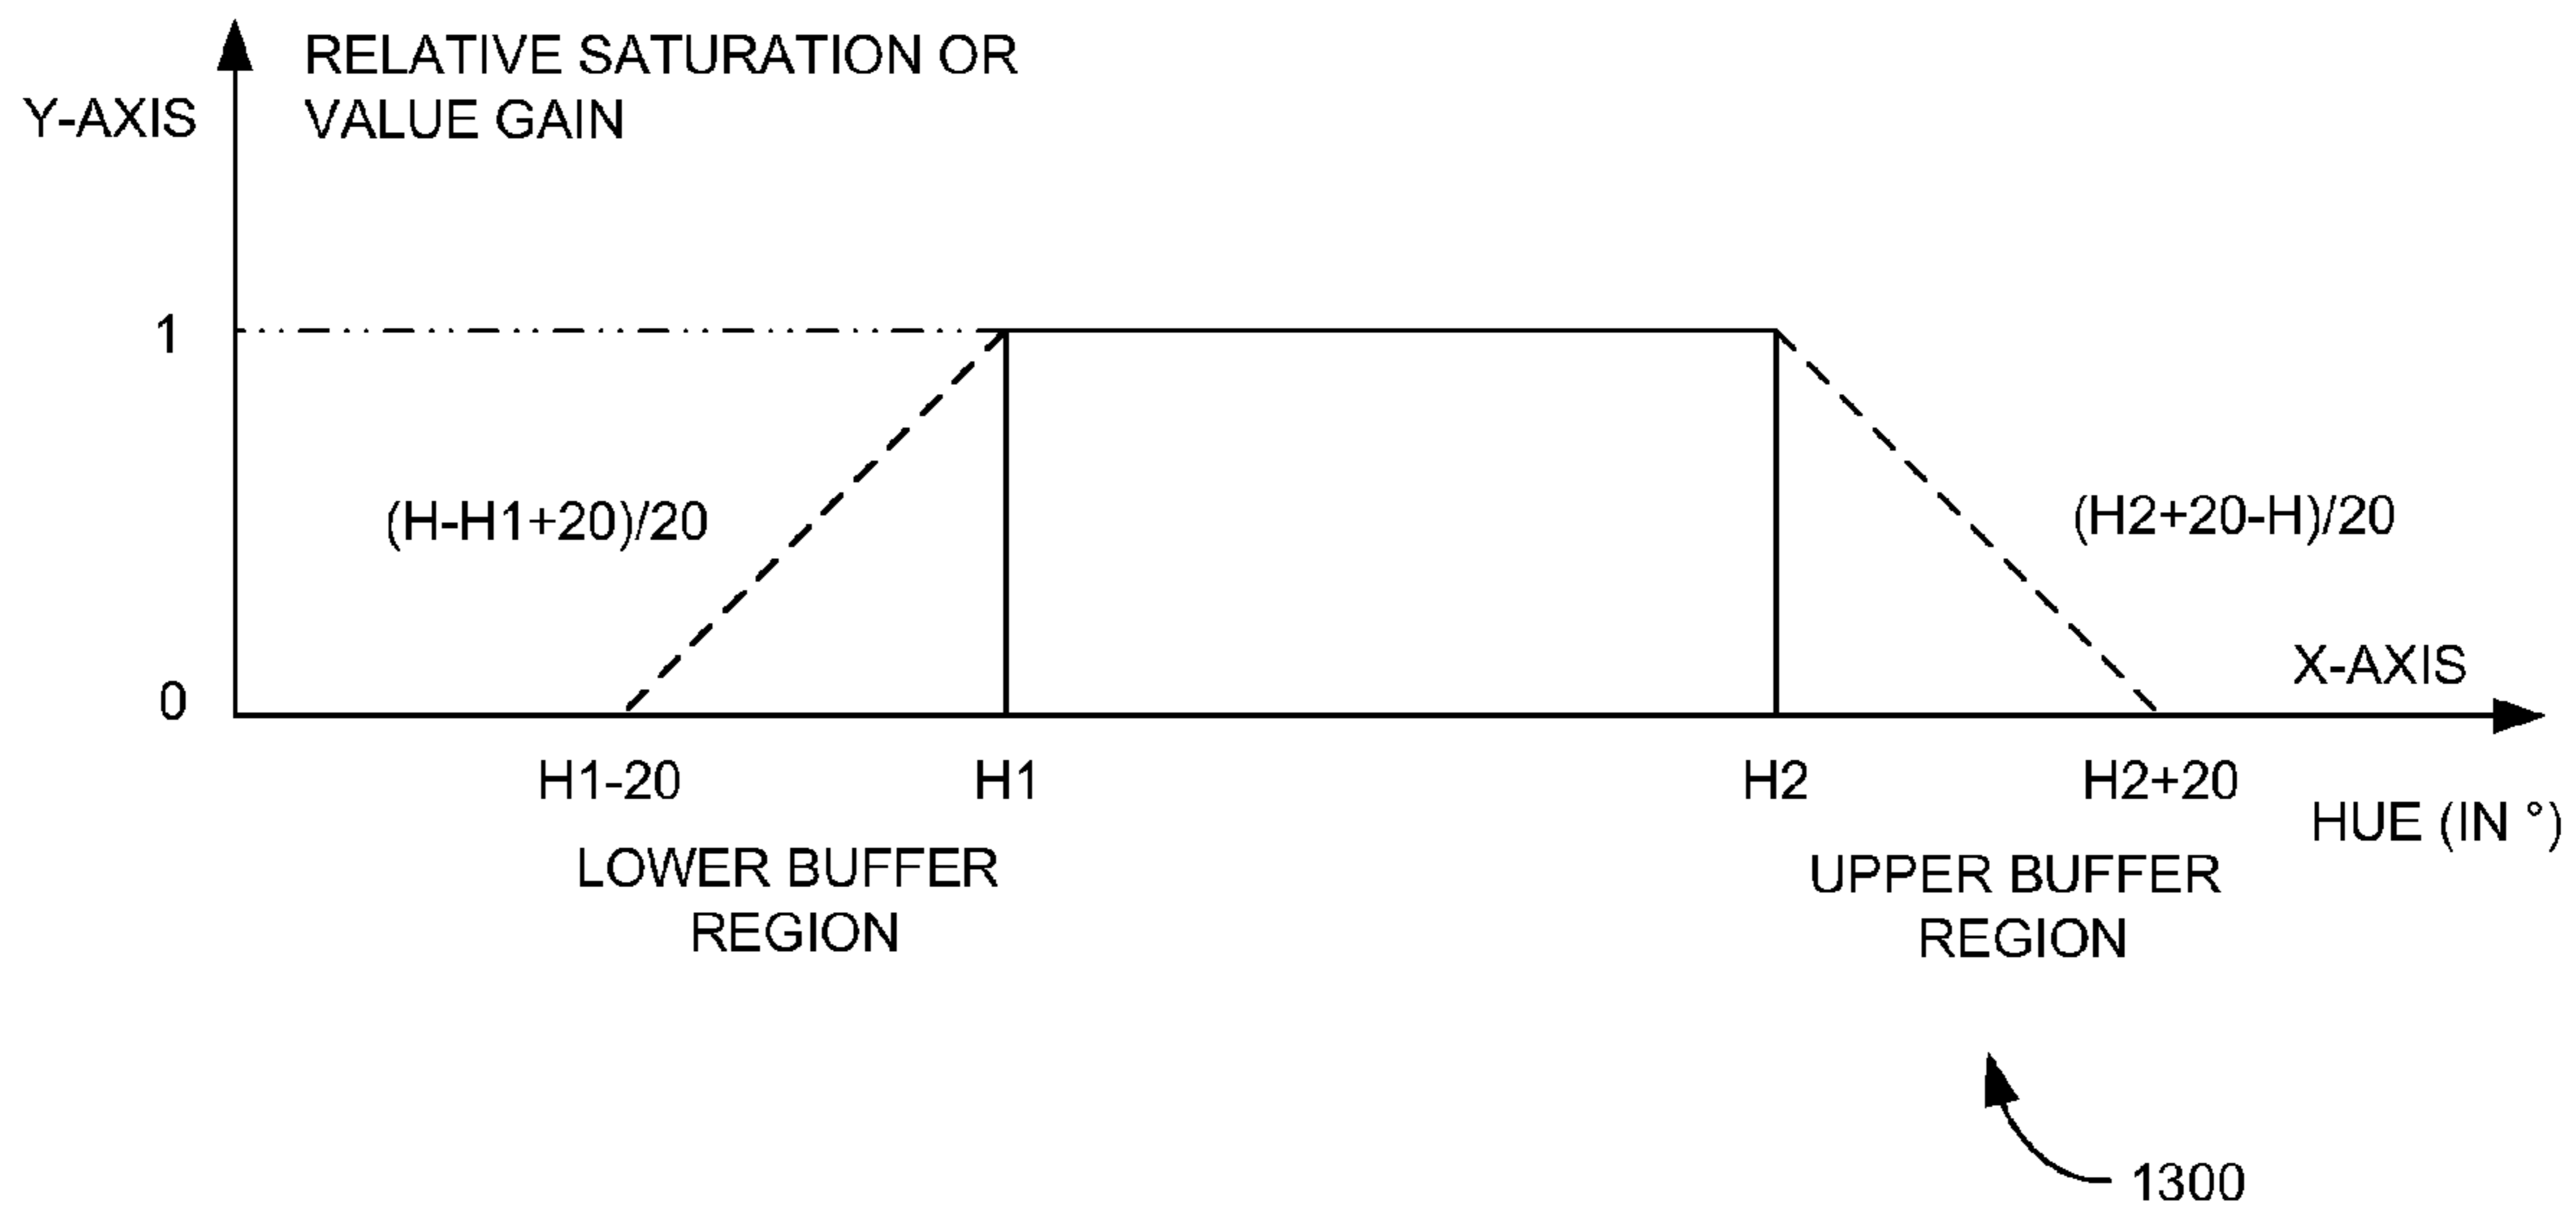 RELATIVE SATURATION OR
VALUE GAIN
Y-AXIS
1
(H-H1+20)/20
(H2+20-H)/20
X-AXIS
0
H1-20
H1
H2
H2+20
HUE (IN °)
LOWER BUFFER
REGION
UPPER BUFFER
REGION
1300